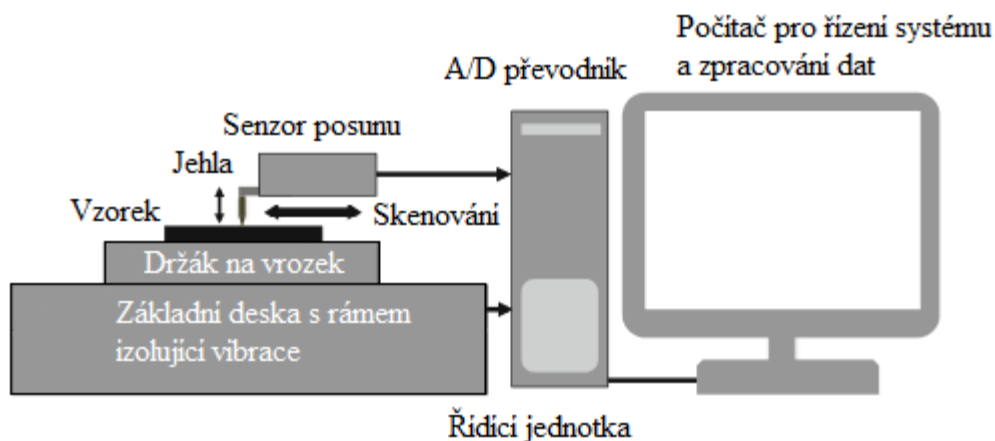 Počítač pro řízení systému
a zpracování dat
A/D převodník
Senzor posunu
Jehla
Vzorek
Skenování
Držák na vrozek
Základní deska s rámem
izolující vibrace
Řídící jednotka